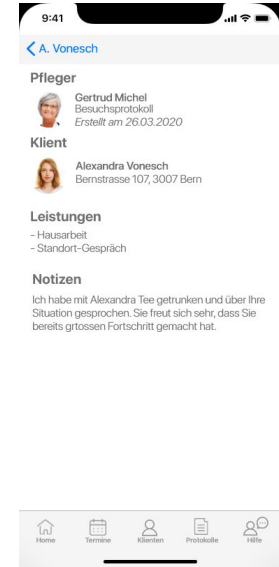 9:41
A. Vonesch
Pfleger
Gertrud Michel
Besuchsprotokoll
Erstellt am 26.03.2020
Klient
Alexandra Vonesch
Bernstrasse 107, 3007 Bern
Leistungen
- Hausarbeit
- Standort-Gespräch
Notizen
Ich habe mit Alexandra Tee getrunken und über Ihre
Situation gesprochen. Sie freut sich sehr, dass Sie
bereits grtossen Fortschritt gemacht hat.
Home Termine Klienten Protokolle Hilfe